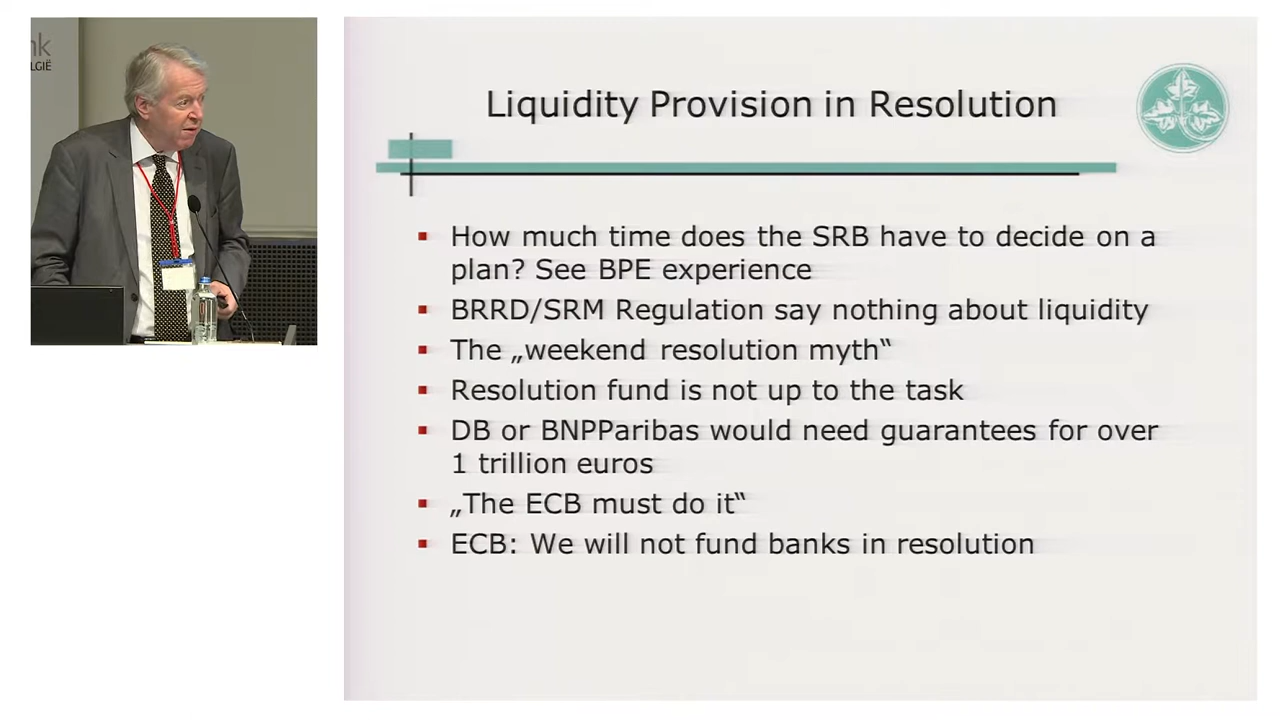 nk
LGIË
Liquidity Provision in Resolution
How much time does the SRB have to decide on a
plan? See BPE experience
BRRD/SRM Regulation say nothing about liquidity
The „weekend resolution myth“
Resolution fund is not up to the task
DB or BNPParibas would need guarantees for over
1 trillion euros
„The ECB must do it“
ECB: We will not fund banks in resolution